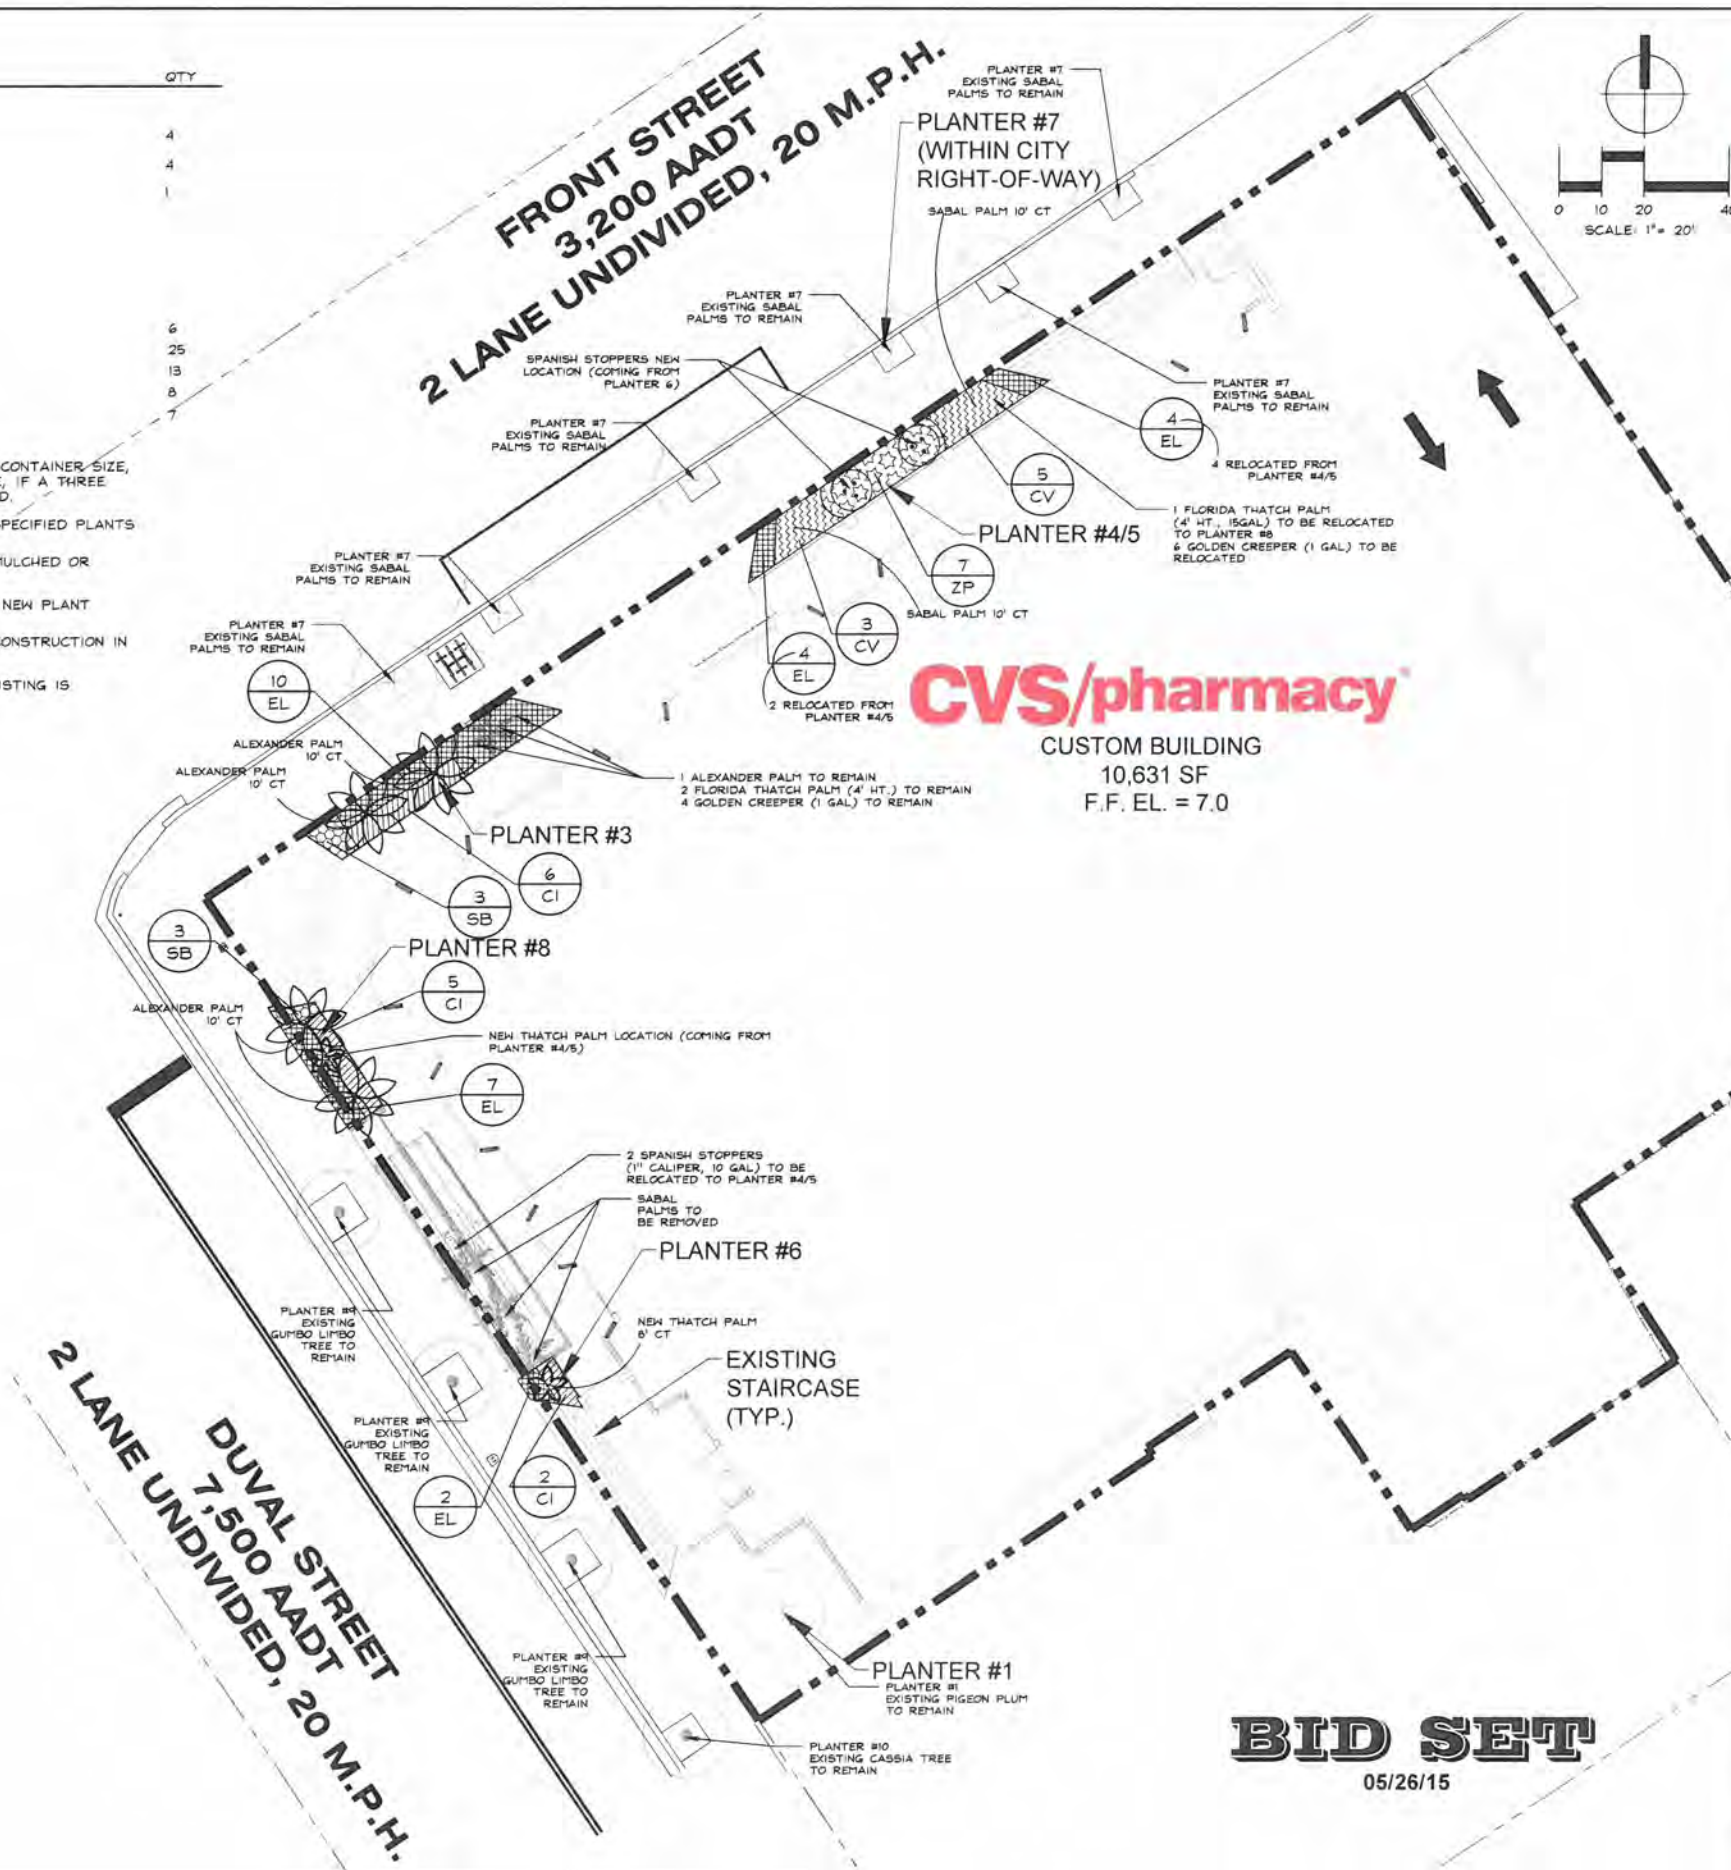 QTY
4
4
1
6
25
13
8
7
CONTAINER SIZE,
IF A THREE
D.
SPECIFIED PLANTS
MULCHED OR
NEW PLANT
CONSTRUCTION IN
STING IS
FRONT STREET
3,200 AADT
2 LANE UNDIVIDED, 20 M.P.H.
PLANTER #7
EXISTING SABAL
PALMS TO REMAIN
PLANTER #7
(WITHIN CITY
RIGHT-OF-WAY)
SABAL PALM 10' CT
0 10 20
SCALE: 1"= 20'
PLANTER #7
EXISTING SABAL
PALMS TO REMAIN
SPANISH STOPPERS NEW
LOCATION (COMING FROM
PLANTER 6)
PLANTER #7
EXISTING SABAL
PALMS TO REMAIN
PLANTER #7
EXISTING SABAL
PALMS TO REMAIN
4
EL
4 RELOCATED FROM
PLANTER #4/5
5
CV
1 FLORIDA THATCH PALM
(4' HT., 15GAL) TO BE RELOCATED
TO PLANTER #8
6 GOLDEN CREEPER (1 GAL) TO BE
RELOCATED
PLANTER #4/5
7
ZP
SABAL PALM 10' CT
3
CV
4
EL
2 RELOCATED FROM
PLANTER #4/5
PLANTER #7
EXISTING SABAL
PALMS TO REMAIN
PLANTER #7
EXISTING SABAL
PALMS TO REMAIN
10
EL
CVS/pharmacy
CUSTOM BUILDING
10,631 SF
F.F. EL. = 7.0
ALEXANDER PALM
10' CT
ALEXANDER PALM
10' CT
1 ALEXANDER PALM TO REMAIN
2 FLORIDA THATCH PALM (4' HT.) TO REMAIN
4 GOLDEN CREEPER (1 GAL) TO REMAIN
PLANTER #3
6
CI
3
SB
3
SB
PLANTER #8
5
CI
ALEXANDER PALM
10' CT
NEW THATCH PALM LOCATION (COMING FROM
PLANTER #4/5)
7
EL
2 SPANISH STOPPERS
(1" CALIPER, 10 GAL) TO BE
RELOCATED TO PLANTER #4/5
SABAL
PALMS TO
BE REMOVED
PLANTER #6
PLANTER #9
EXISTING
GUMBO LIMBO
TREE TO
REMAIN
NEW THATCH PALM
8' CT
EXISTING
STAIRCASE
(TYP.)
PLANTER #9
EXISTING
GUMBO LIMBO
TREE TO
REMAIN
2
EL
2
CI
DUVAL STREET
7,500 AADT
2 LANE UNDIVIDED, 20 M.P.H.
PLANTER #9
EXISTING
GUMBO LIMBO
TREE TO
REMAIN
PLANTER #1
PLANTER #1
EXISTING PIGEON PLUM
TO REMAIN
PLANTER #10
EXISTING CASSIA TREE
TO REMAIN
BID SET
05/26/15